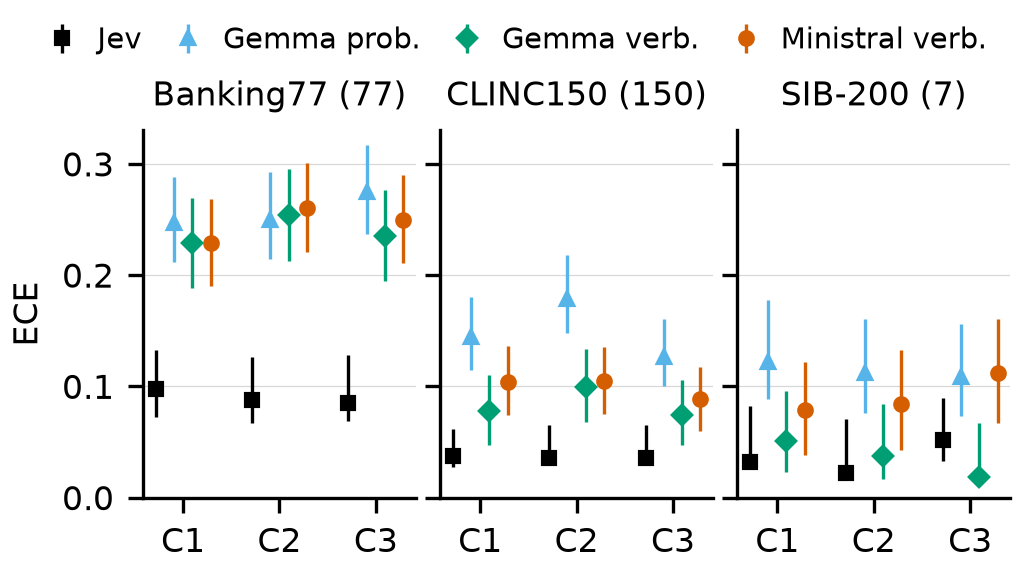 Jev Gemma prob. Gemma verb. Ministral verb.
Banking77 (77) CLINC150 (150) SIB-200 (7)
ECE
0.3
0.2
0.1
0.0
C1 C2 C3 C1 C2 C3 C1 C2 C3